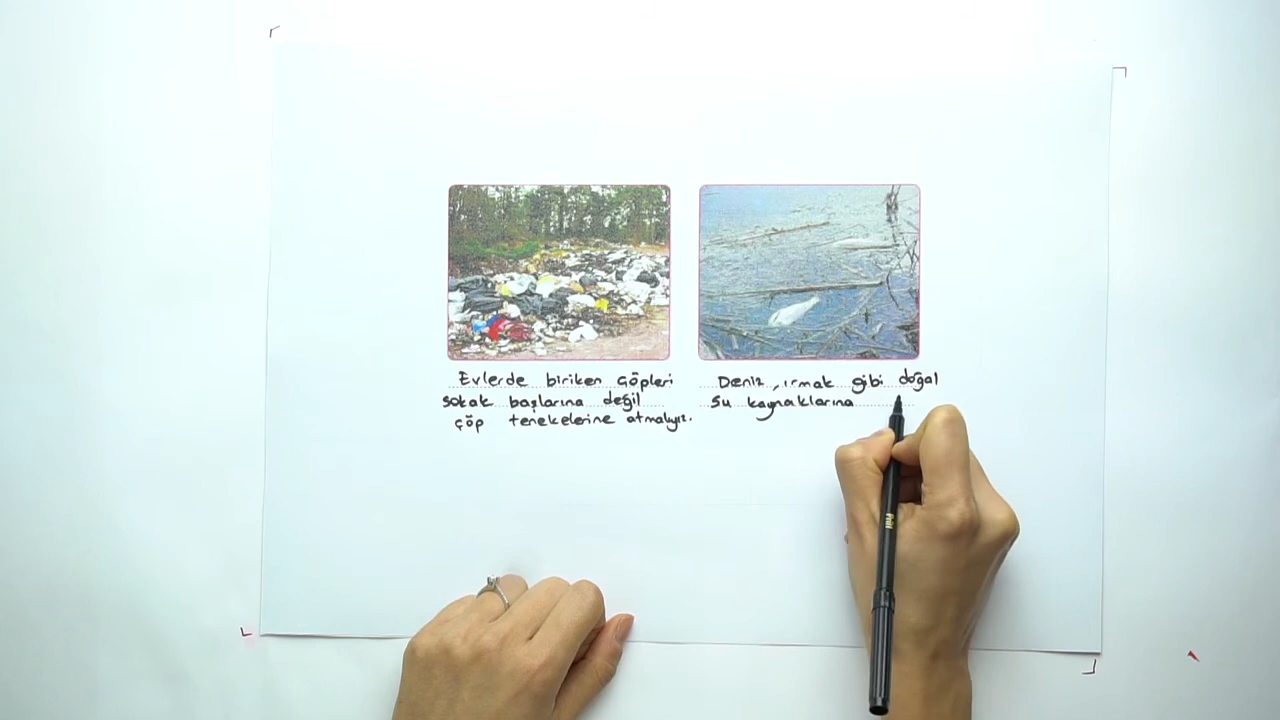 Evlerde biriken çöpleri
sokak başlarına değil
çöp tenekelerine atmalıyız.
Deniz, ırmak gibi doğal
su kaynaklarına